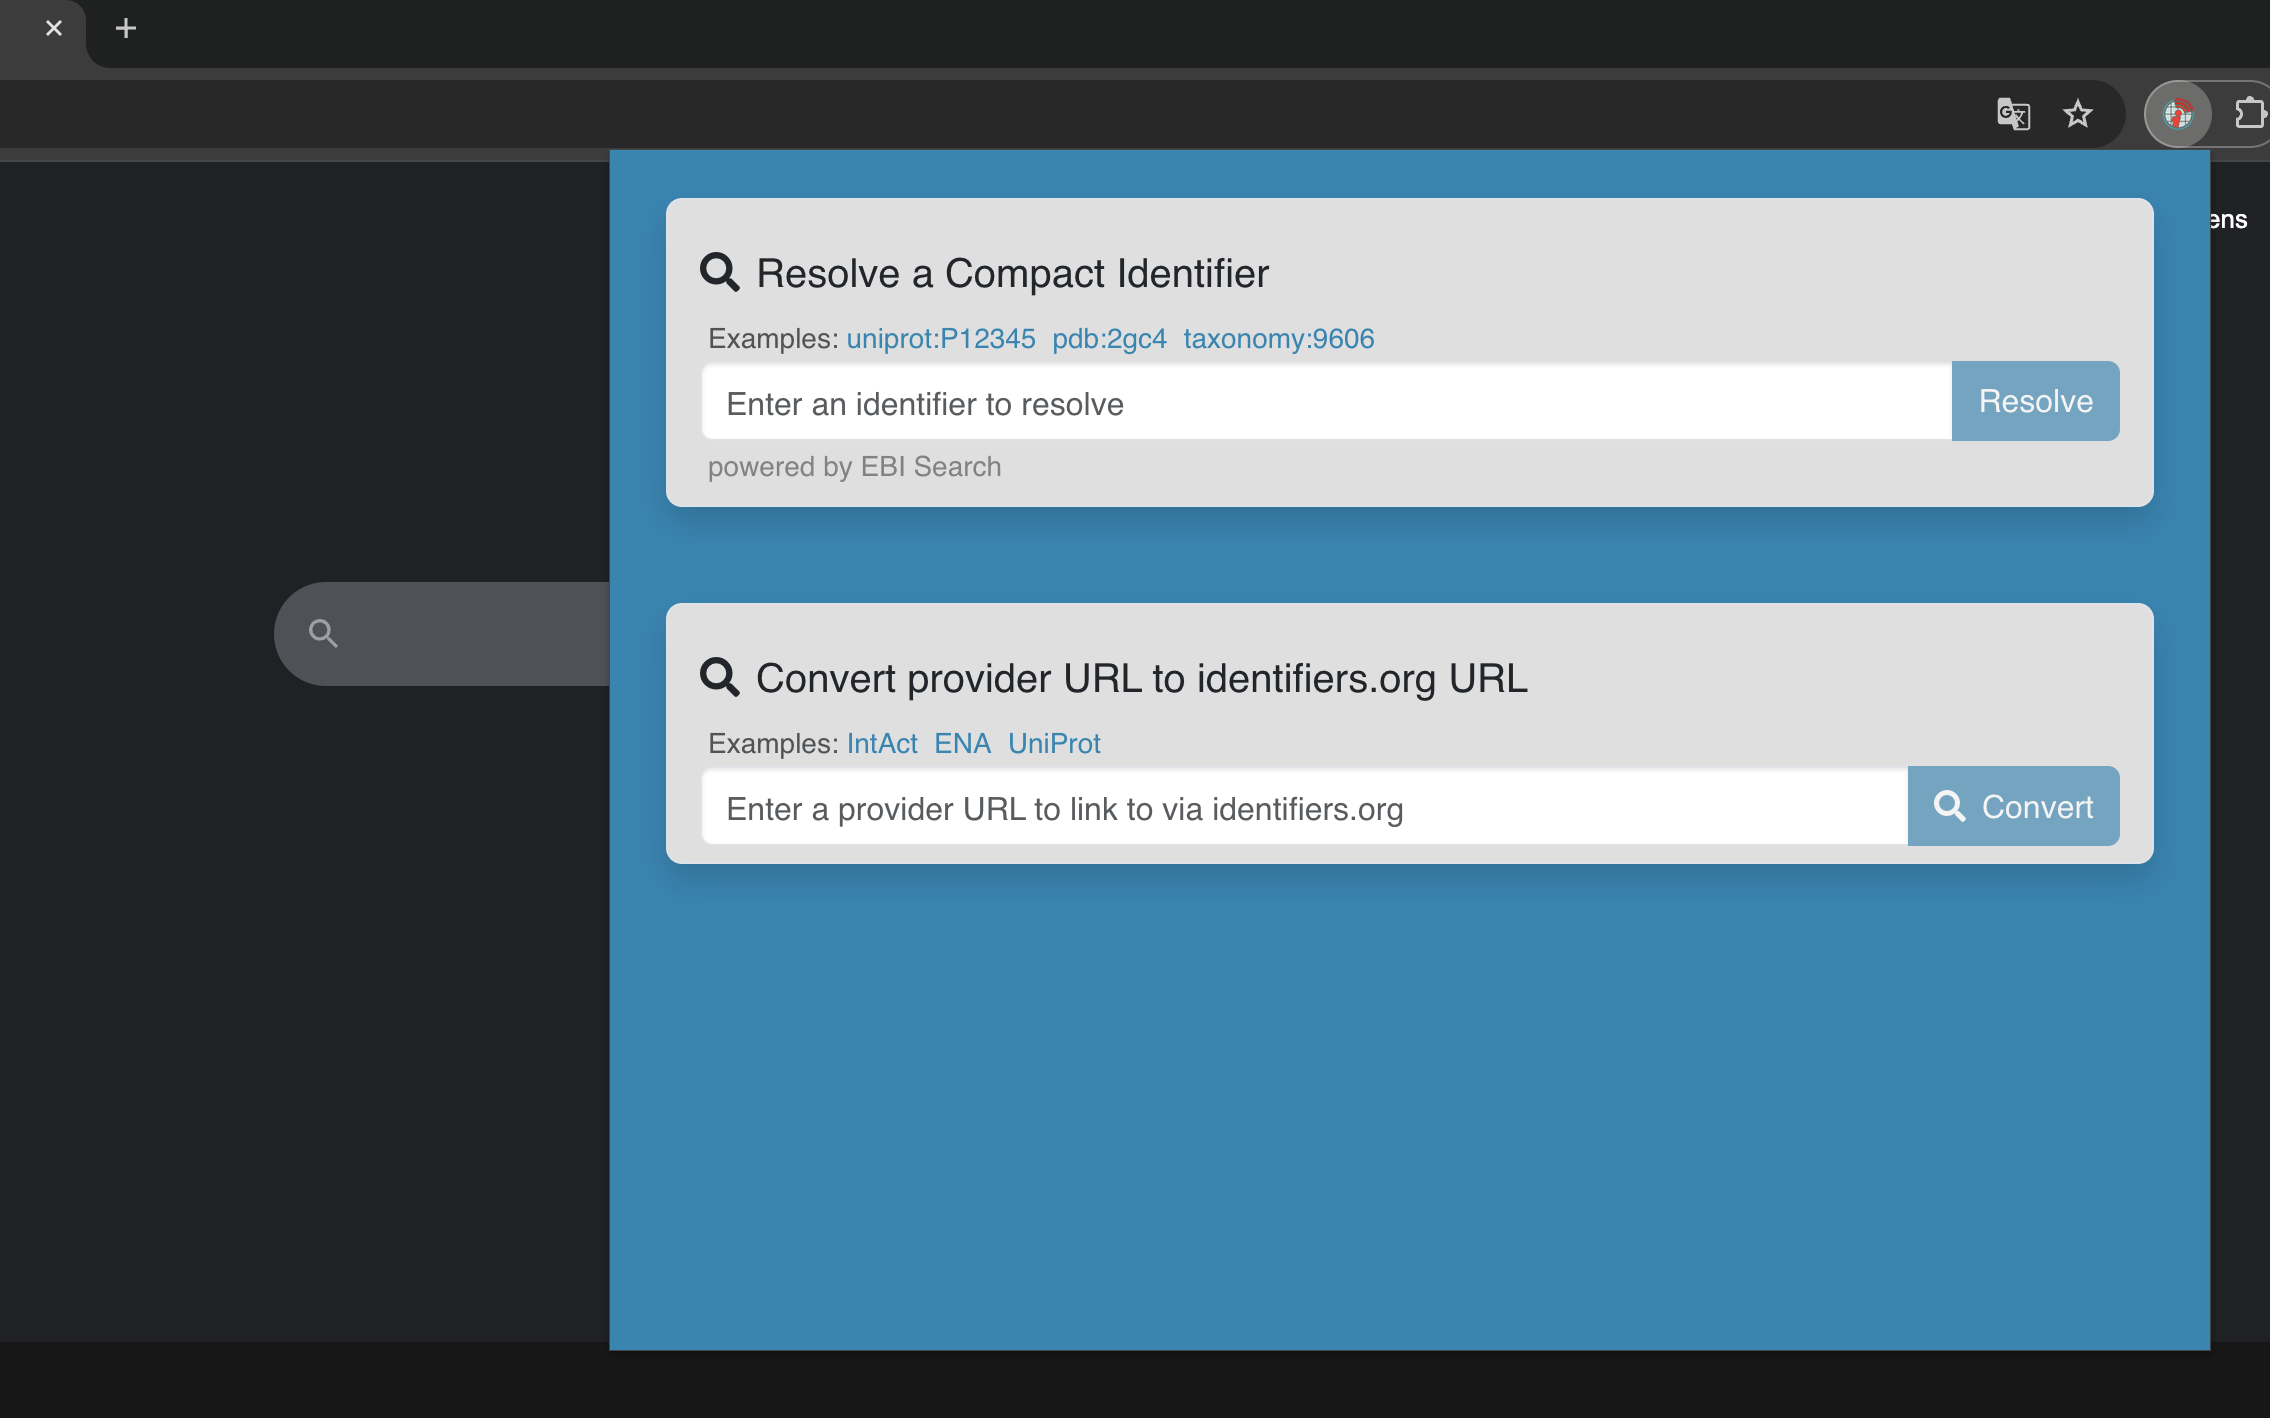 ens
Resolve a Compact Identifier
Examples: uniprot:P12345 pdb:2gc4 taxonomy:9606
Enter an identifier to resolve
Resolve
powered by EBI Search
Convert provider URL to identifiers.org URL
Examples: IntAct ENA UniProt
Enter a provider URL to link to via identifiers.org
Convert